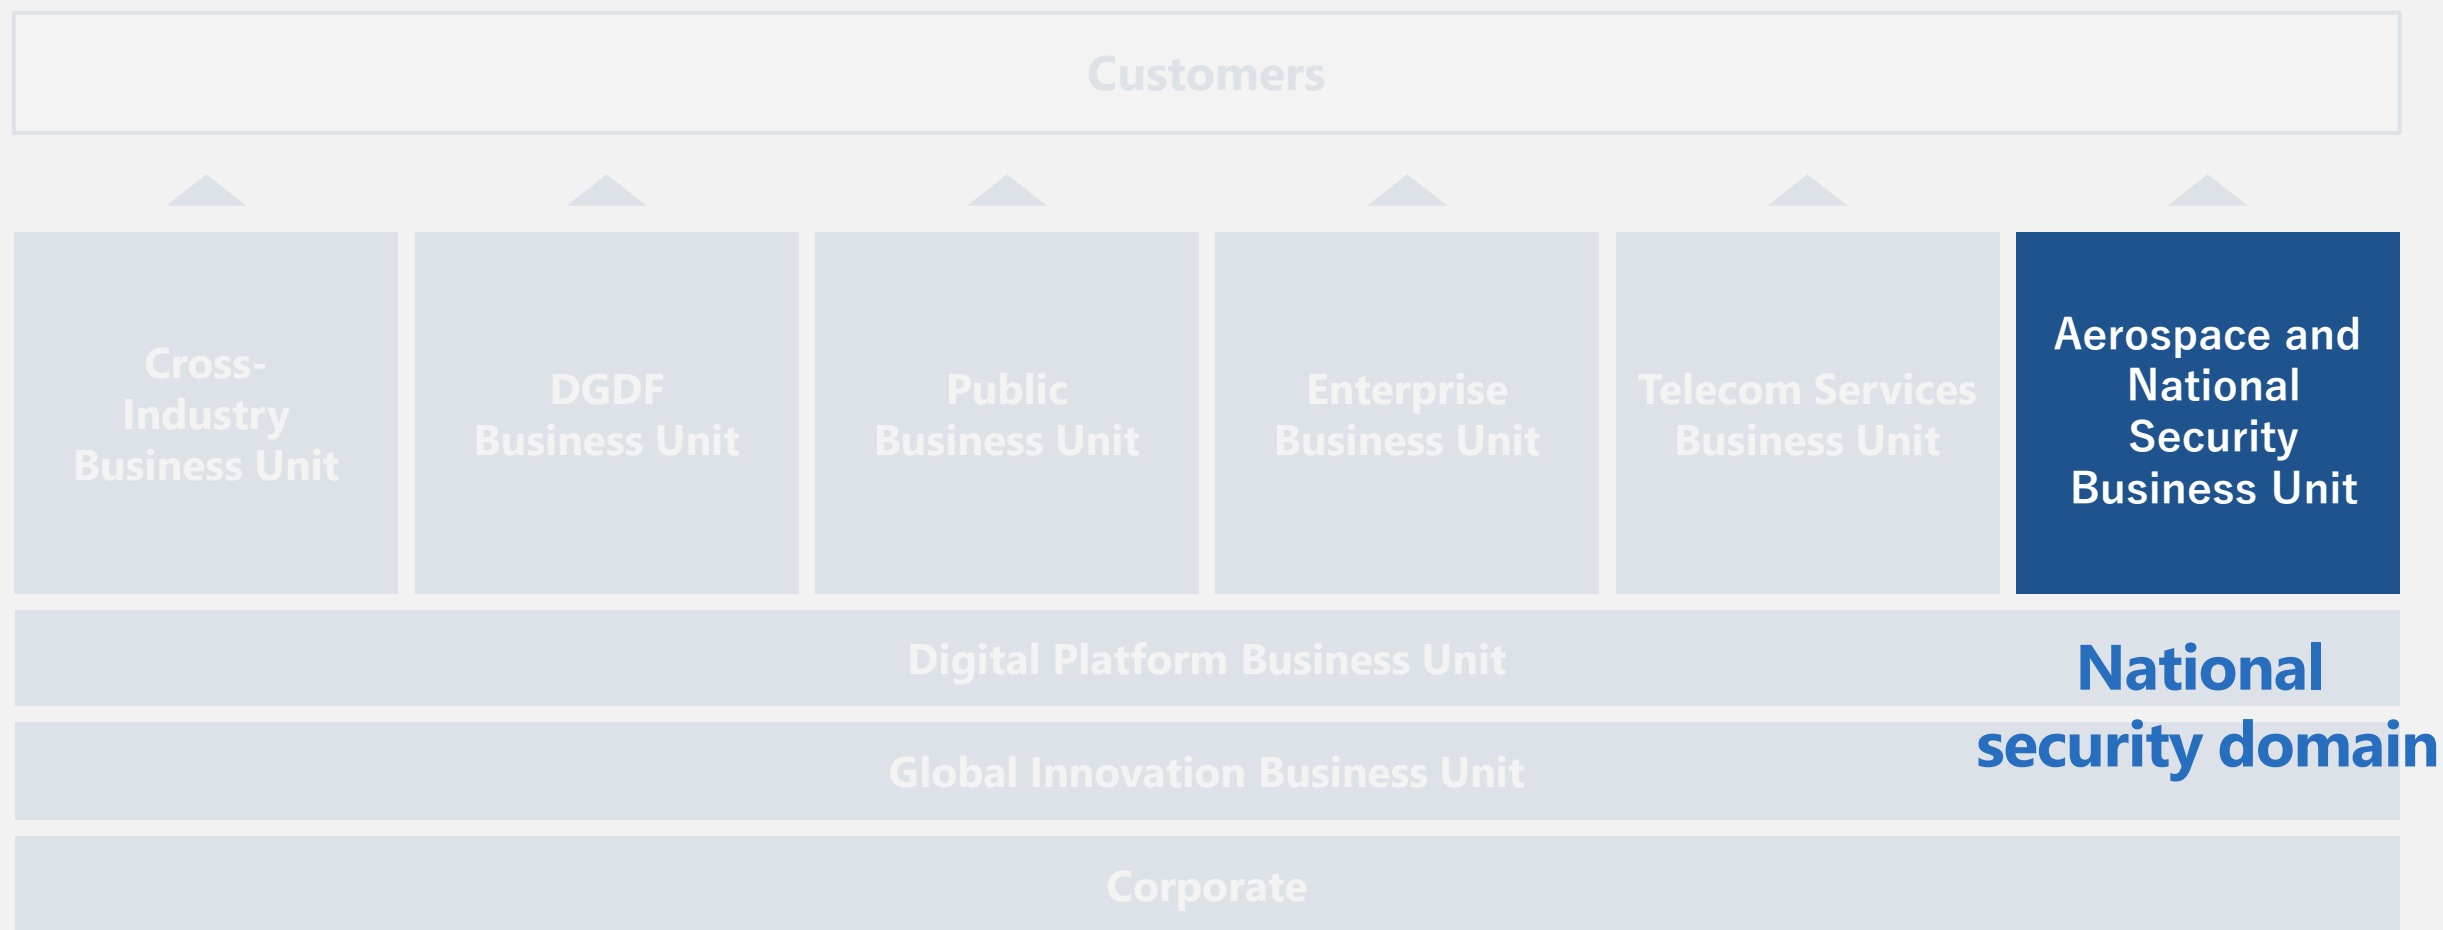 Customers
Cross-
Industry
Business Unit
DGDF
Business Unit
Public
Business Unit
Enterprise
Business Unit
Telecom Services
Business Unit
Aerospace and
National
Security
Business Unit
Digital Platform Business Unit
National
security domain
Global Innovation Business Unit
Corporate